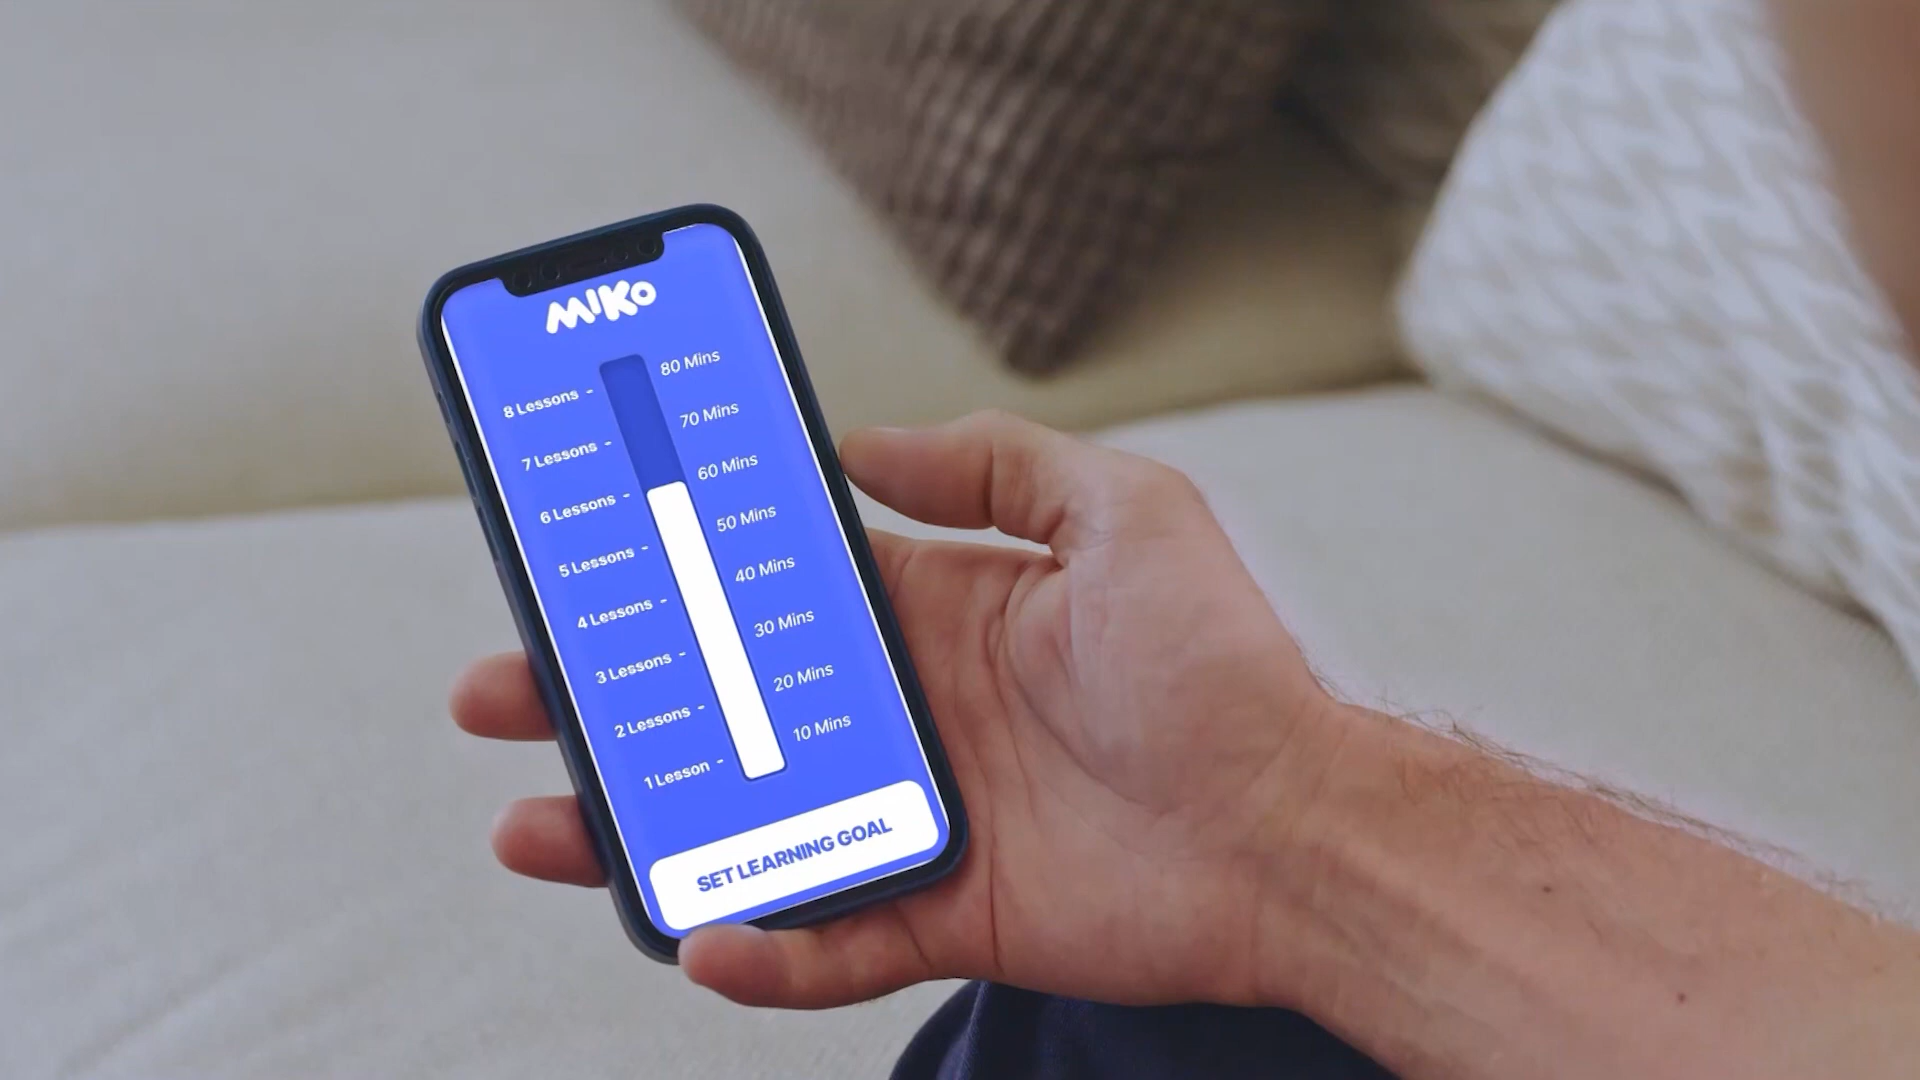 MIKO
80 Mins
8 Lessons -
70 Mins
7 Lessons -
60 Mins
6 Lessons -
50 Mins
5 Lessons -
40 Mins
4 Lessons -
30 Mins
3 Lessons -
20 Mins
2 Lessons -
10 Mins
1 Lesson -
SET LEARNING GOAL